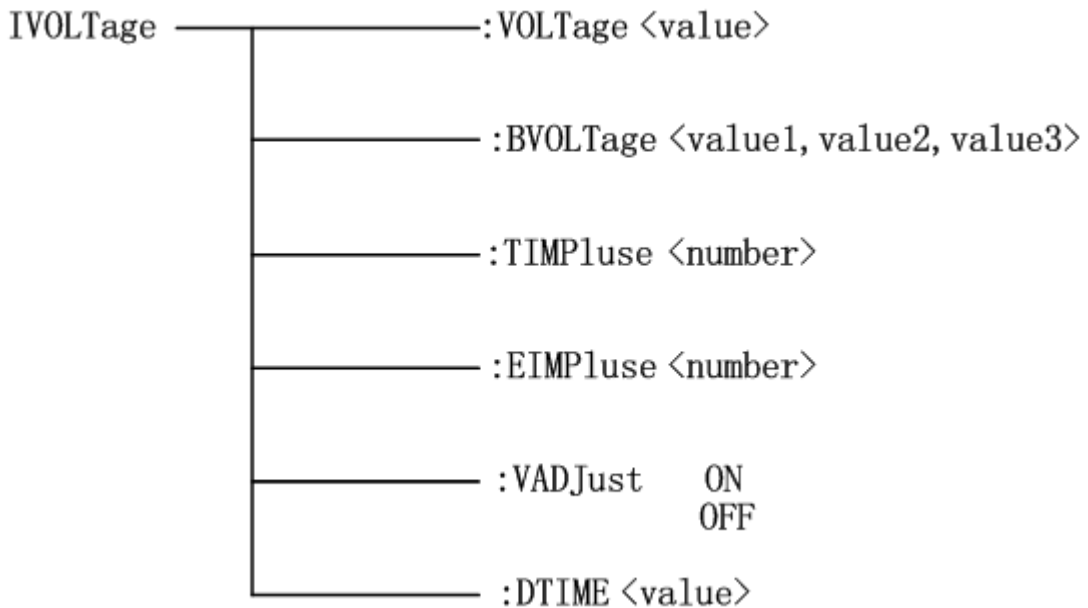 IVOLTage :VOLTage <value>
:BVOLTage <value1, value2, value3>
:TIMPluse <number>
:EIMPluse <number>
:VADJust ON
OFF
:DTIME <value>